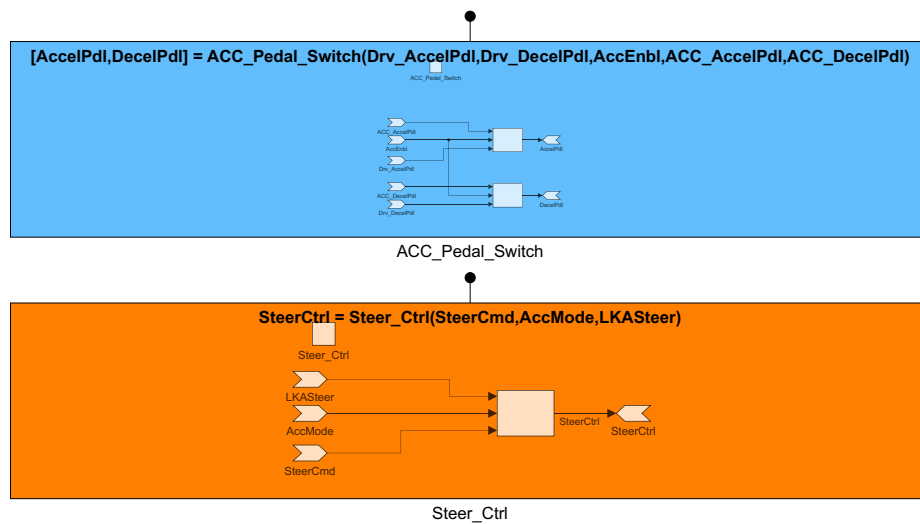 [AccelPdl,DecelPdl] = ACC_Pedal_Switch(Drv_AccelPdl,Drv_DecelPdl,AccEnbl,ACC_AccelPdl,ACC_DecelPdl)
ACC_Pedal_Switch
ACC_AccelPdl
AccEnbl
AccelPdl
Drv_AccelPdl
ACC_DecelPdl
DecelPdl
Drv_DecelPdl
ACC_Pedal_Switch
SteerCtrl = Steer_Ctrl(SteerCmd,AccMode,LKASteer)
Steer_Ctrl
LKASteer
AccMode
SteerCtrl
SteerCtrl
SteerCmd
Steer_Ctrl